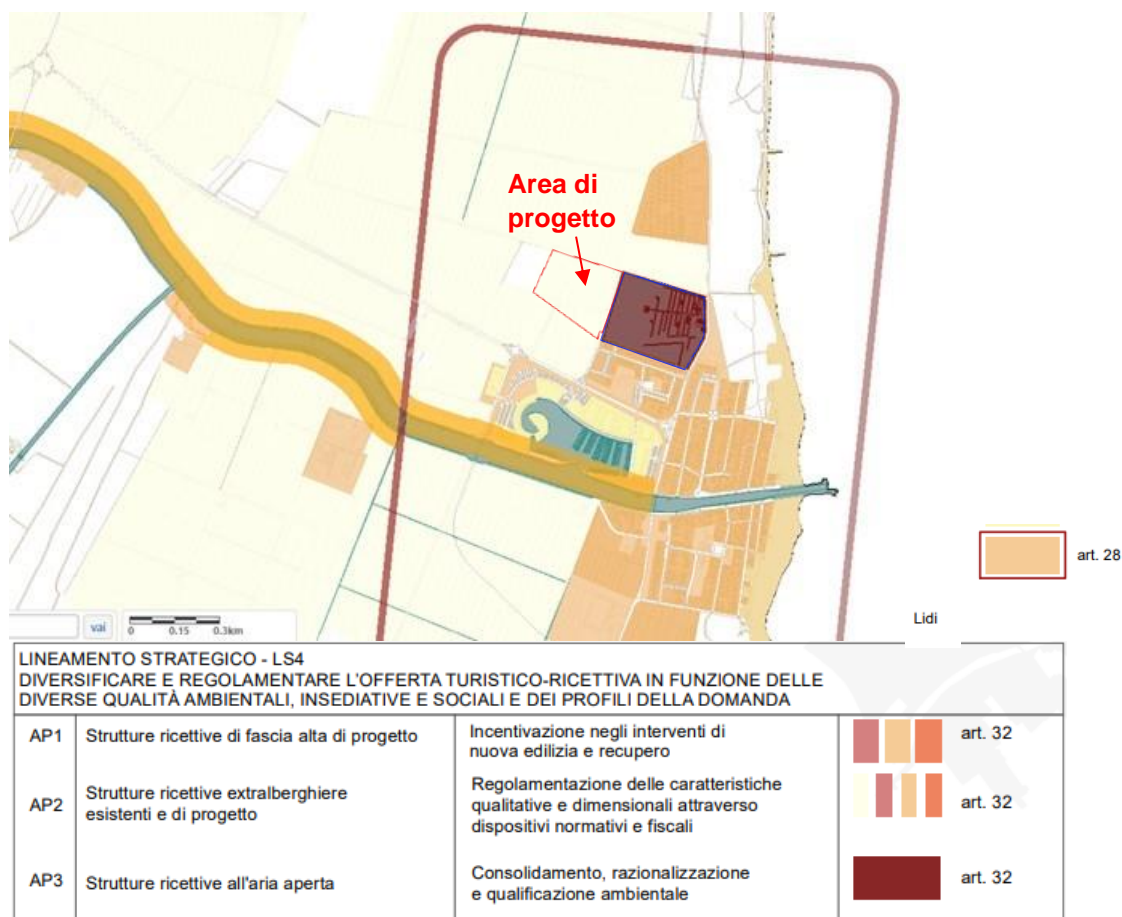 Area di
progetto
vai
0 0.15 0.3km
art. 28
Lidi
LINEAMENTO STRATEGICO - LS4
DIVERSIFICARE E REGOLAMENTARE L'OFFERTA TURISTICO-RICETTIVA IN FUNZIONE DELLE
DIVERSE QUALITÀ AMBIENTALI, INSEDIATIVE E SOCIALI E DEI PROFILI DELLA DOMANDA
AP1 Strutture ricettive di fascia alta di progetto
Incentivazione negli interventi di
nuova edilizia e recupero
art. 32
AP2 Strutture ricettive extralberghiere
esistenti e di progetto
Regolamentazione delle caratteristiche
qualitative e dimensionali attraverso
dispositivi normativi e fiscali
art. 32
AP3 Strutture ricettive all'aria aperta
Consolidamento, razionalizzazione
e qualificazione ambientale
art. 32